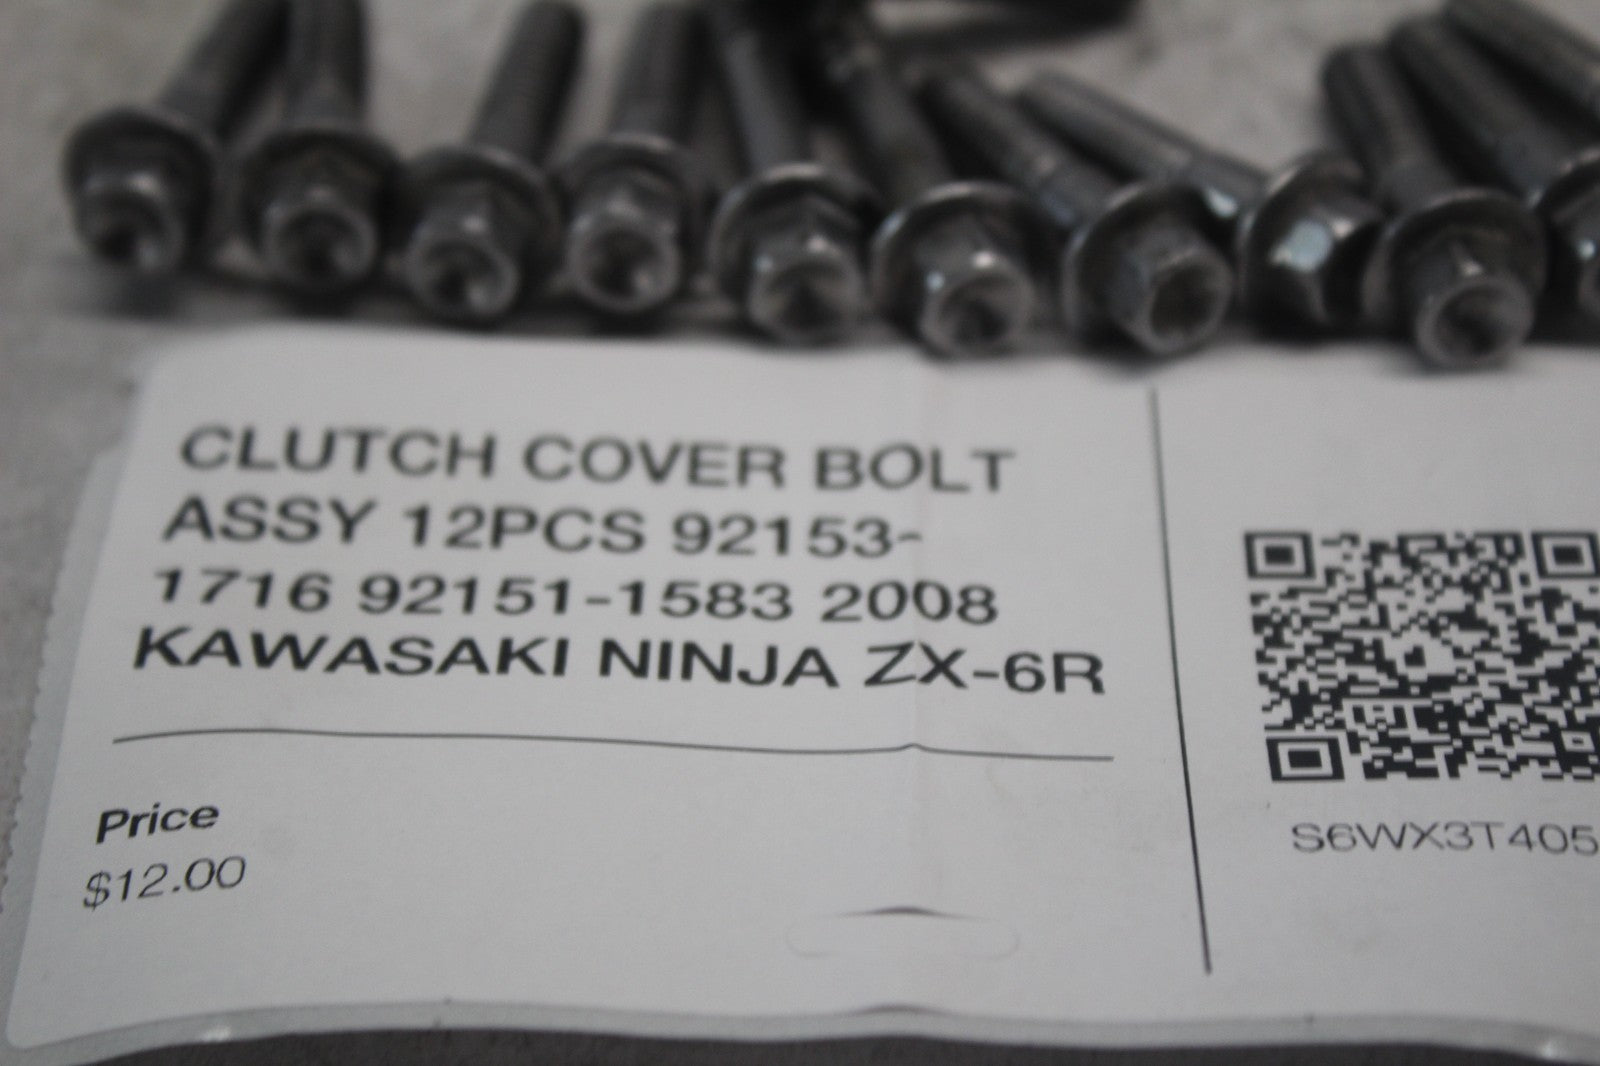 CLUTCH COVER BOLT
ASSY 12PCS 92153-
1716 92151-1583 2008
KAWASAKI NINJA ZX-6R
Price
$12.00
S6WX3T405